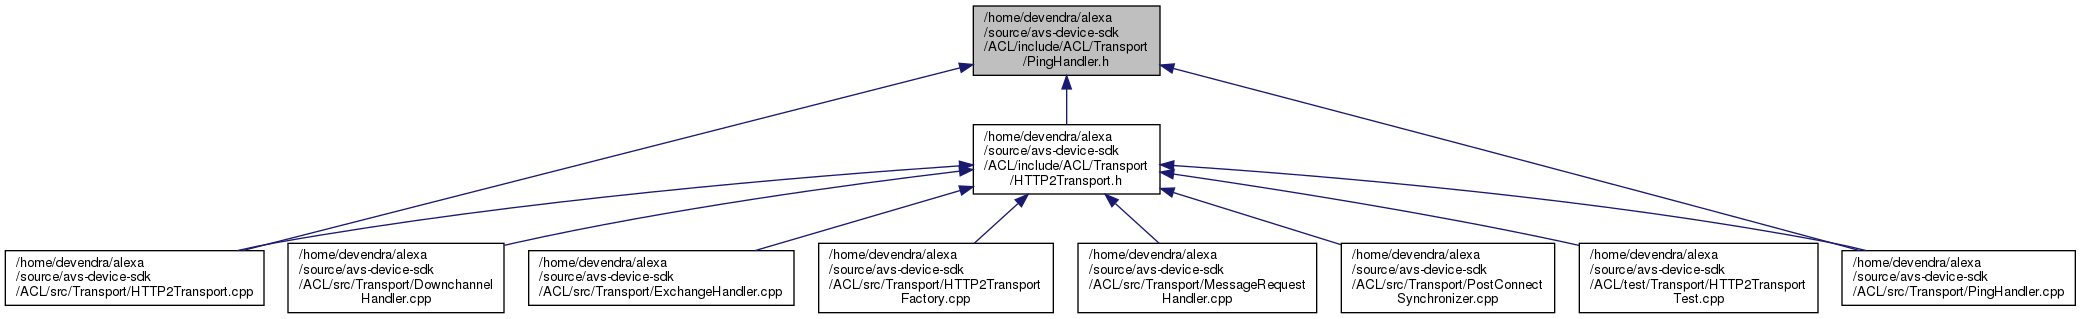 /home/devendra/alexa
/source/avs-device-sdk
/ACL/include/ACL/Transport
/PingHandler.h
/home/devendra/alexa
/source/avs-device-sdk
/ACL/include/ACL/Transport
/HTTP2Transport.h
/home/devendra/alexa
/source/avs-device-sdk
/ACL/src/Transport/HTTP2Transport.cpp
/home/devendra/alexa
/source/avs-device-sdk
/ACL/src/Transport/Downchannel
Handler.cpp
/home/devendra/alexa
/source/avs-device-sdk
/ACL/src/Transport/ExchangeHandler.cpp
/home/devendra/alexa
/source/avs-device-sdk
/ACL/src/Transport/HTTP2Transport
Factory.cpp
/home/devendra/alexa
/source/avs-device-sdk
/ACL/src/Transport/MessageRequest
Handler.cpp
/home/devendra/alexa
/source/avs-device-sdk
/ACL/src/Transport/PostConnect
Synchronizer.cpp
/home/devendra/alexa
/source/avs-device-sdk
/ACL/test/Transport/HTTP2Transport
Test.cpp
/home/devendra/alexa
/source/avs-device-sdk
/ACL/src/Transport/PingHandler.cpp